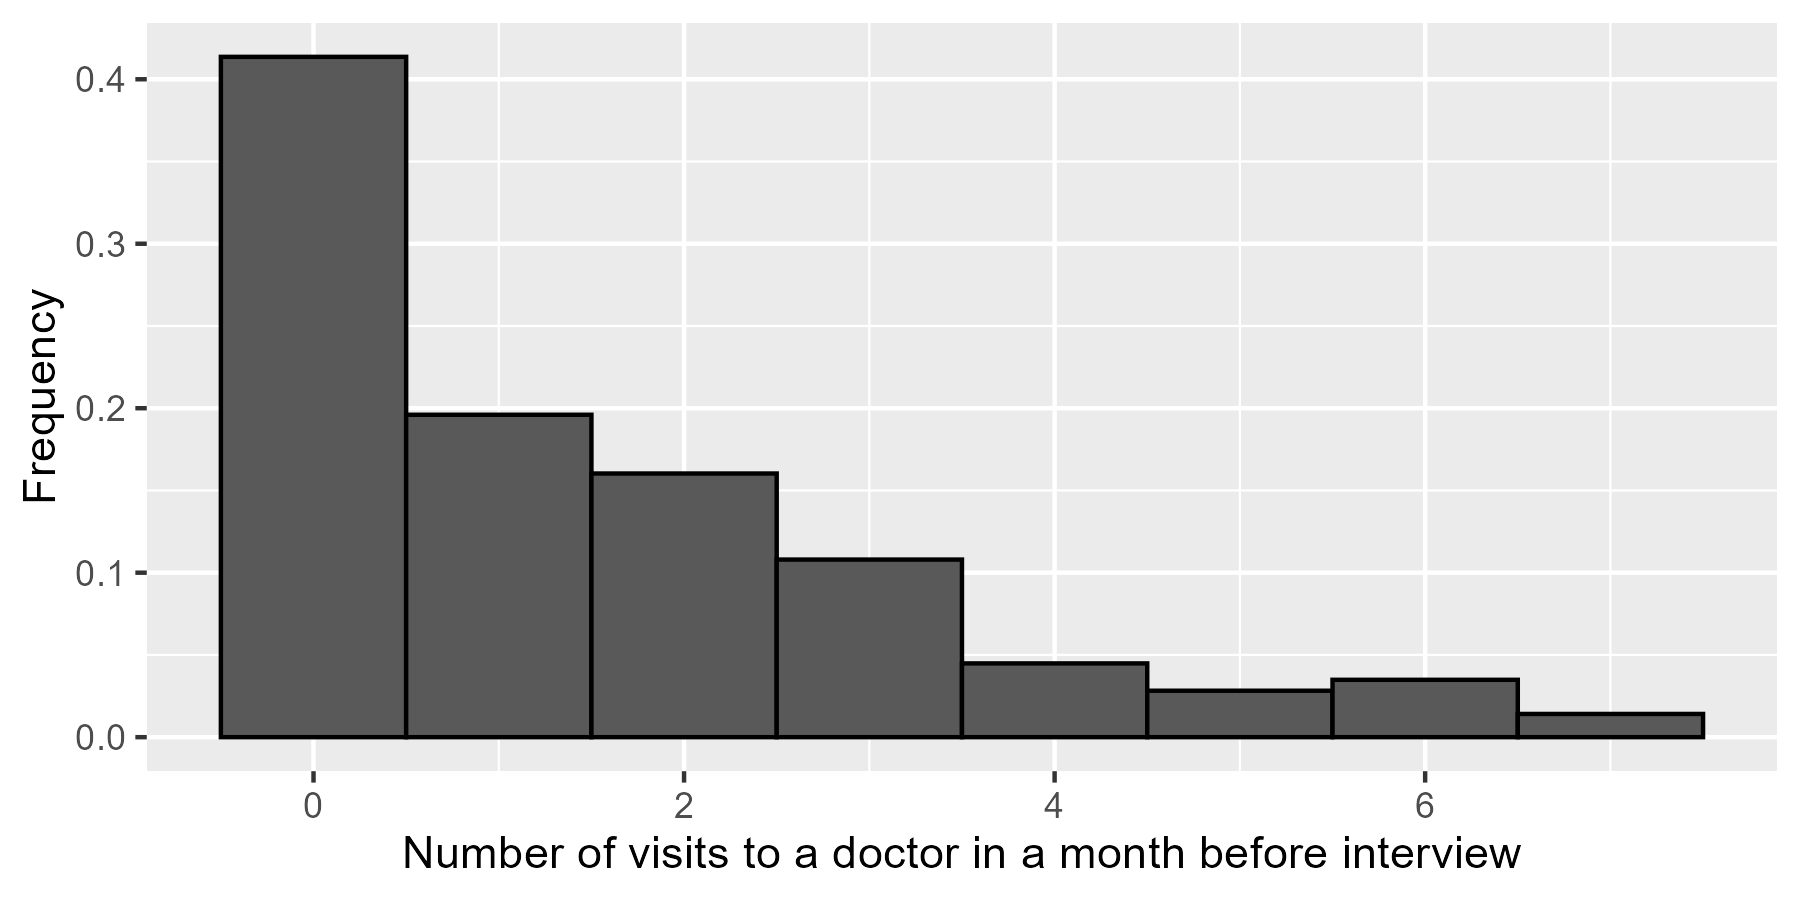 Frequency
0.4
0.3
0.2
0.1
0.0
0 2 4 6
Number of visits to a doctor in a month before interview